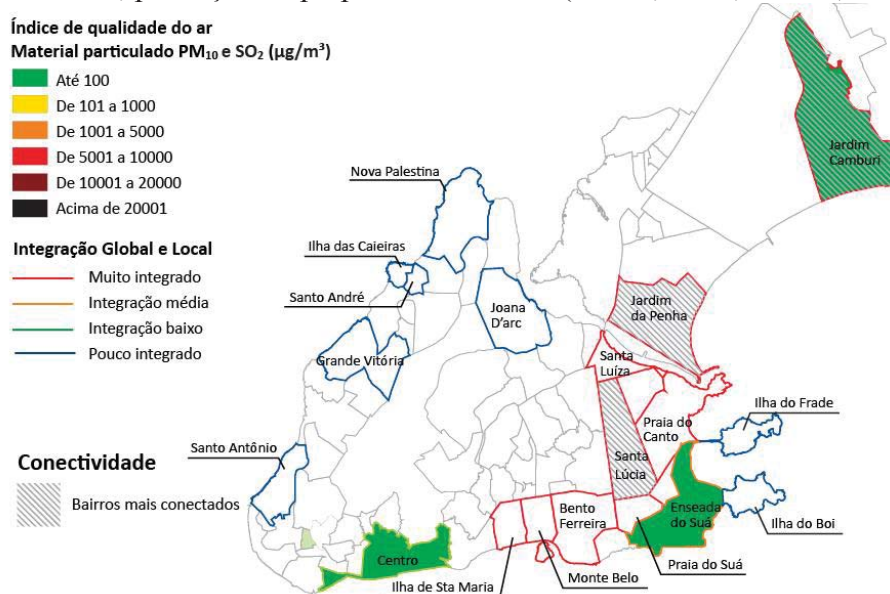 Índice de qualidade do ar
Material particulado PM₁₀ e SO₂ (µg/m³)
Até 100
De 101 a 1000
De 1001 a 5000
De 5001 a 10000
De 10001 a 20000
Acima de 20001
Integração Global e Local
Muito integrado
Integração média
Integração baixo
Pouco integrado
Conectividade
Bairros mais conectados
Jardim
Camburi
Nova Palestina
Ilha das Caieiras
Santo André
Joana
D'arc
Jardim
da Penha
Grande Vitória
Santa
Luíza
Ilha do Frade
Praia do
Canto
Santo Antônio
Santa
Lúcia
Bento
Ferreira
Enseada
do Suá
Ilha do Boi
Centro
Praia do Suá
Monte Belo
Ilha de Sta Maria